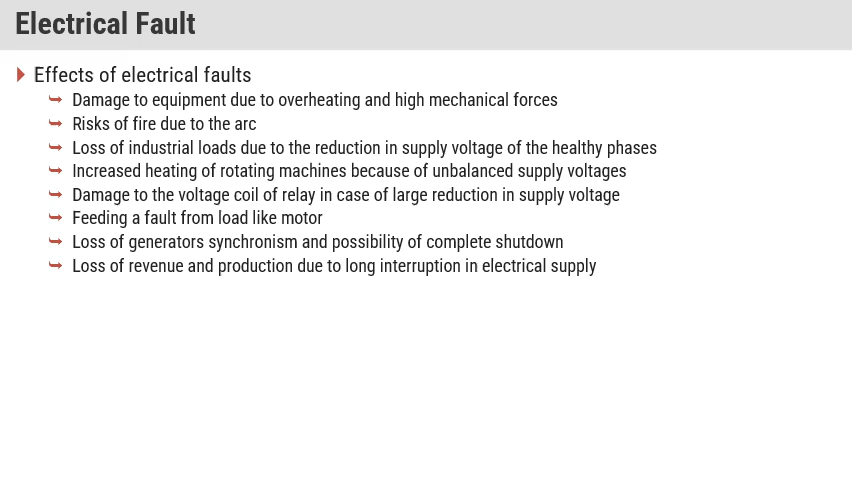 Electrical Fault
Effects of electrical faults
Damage to equipment due to overheating and high mechanical forces
Risks of fire due to the arc
Loss of industrial loads due to the reduction in supply voltage of the healthy phases
Increased heating of rotating machines because of unbalanced supply voltages
Damage to the voltage coil of relay in case of large reduction in supply voltage
Feeding a fault from load like motor
Loss of generators synchronism and possibility of complete shutdown
Loss of revenue and production due to long interruption in electrical supply